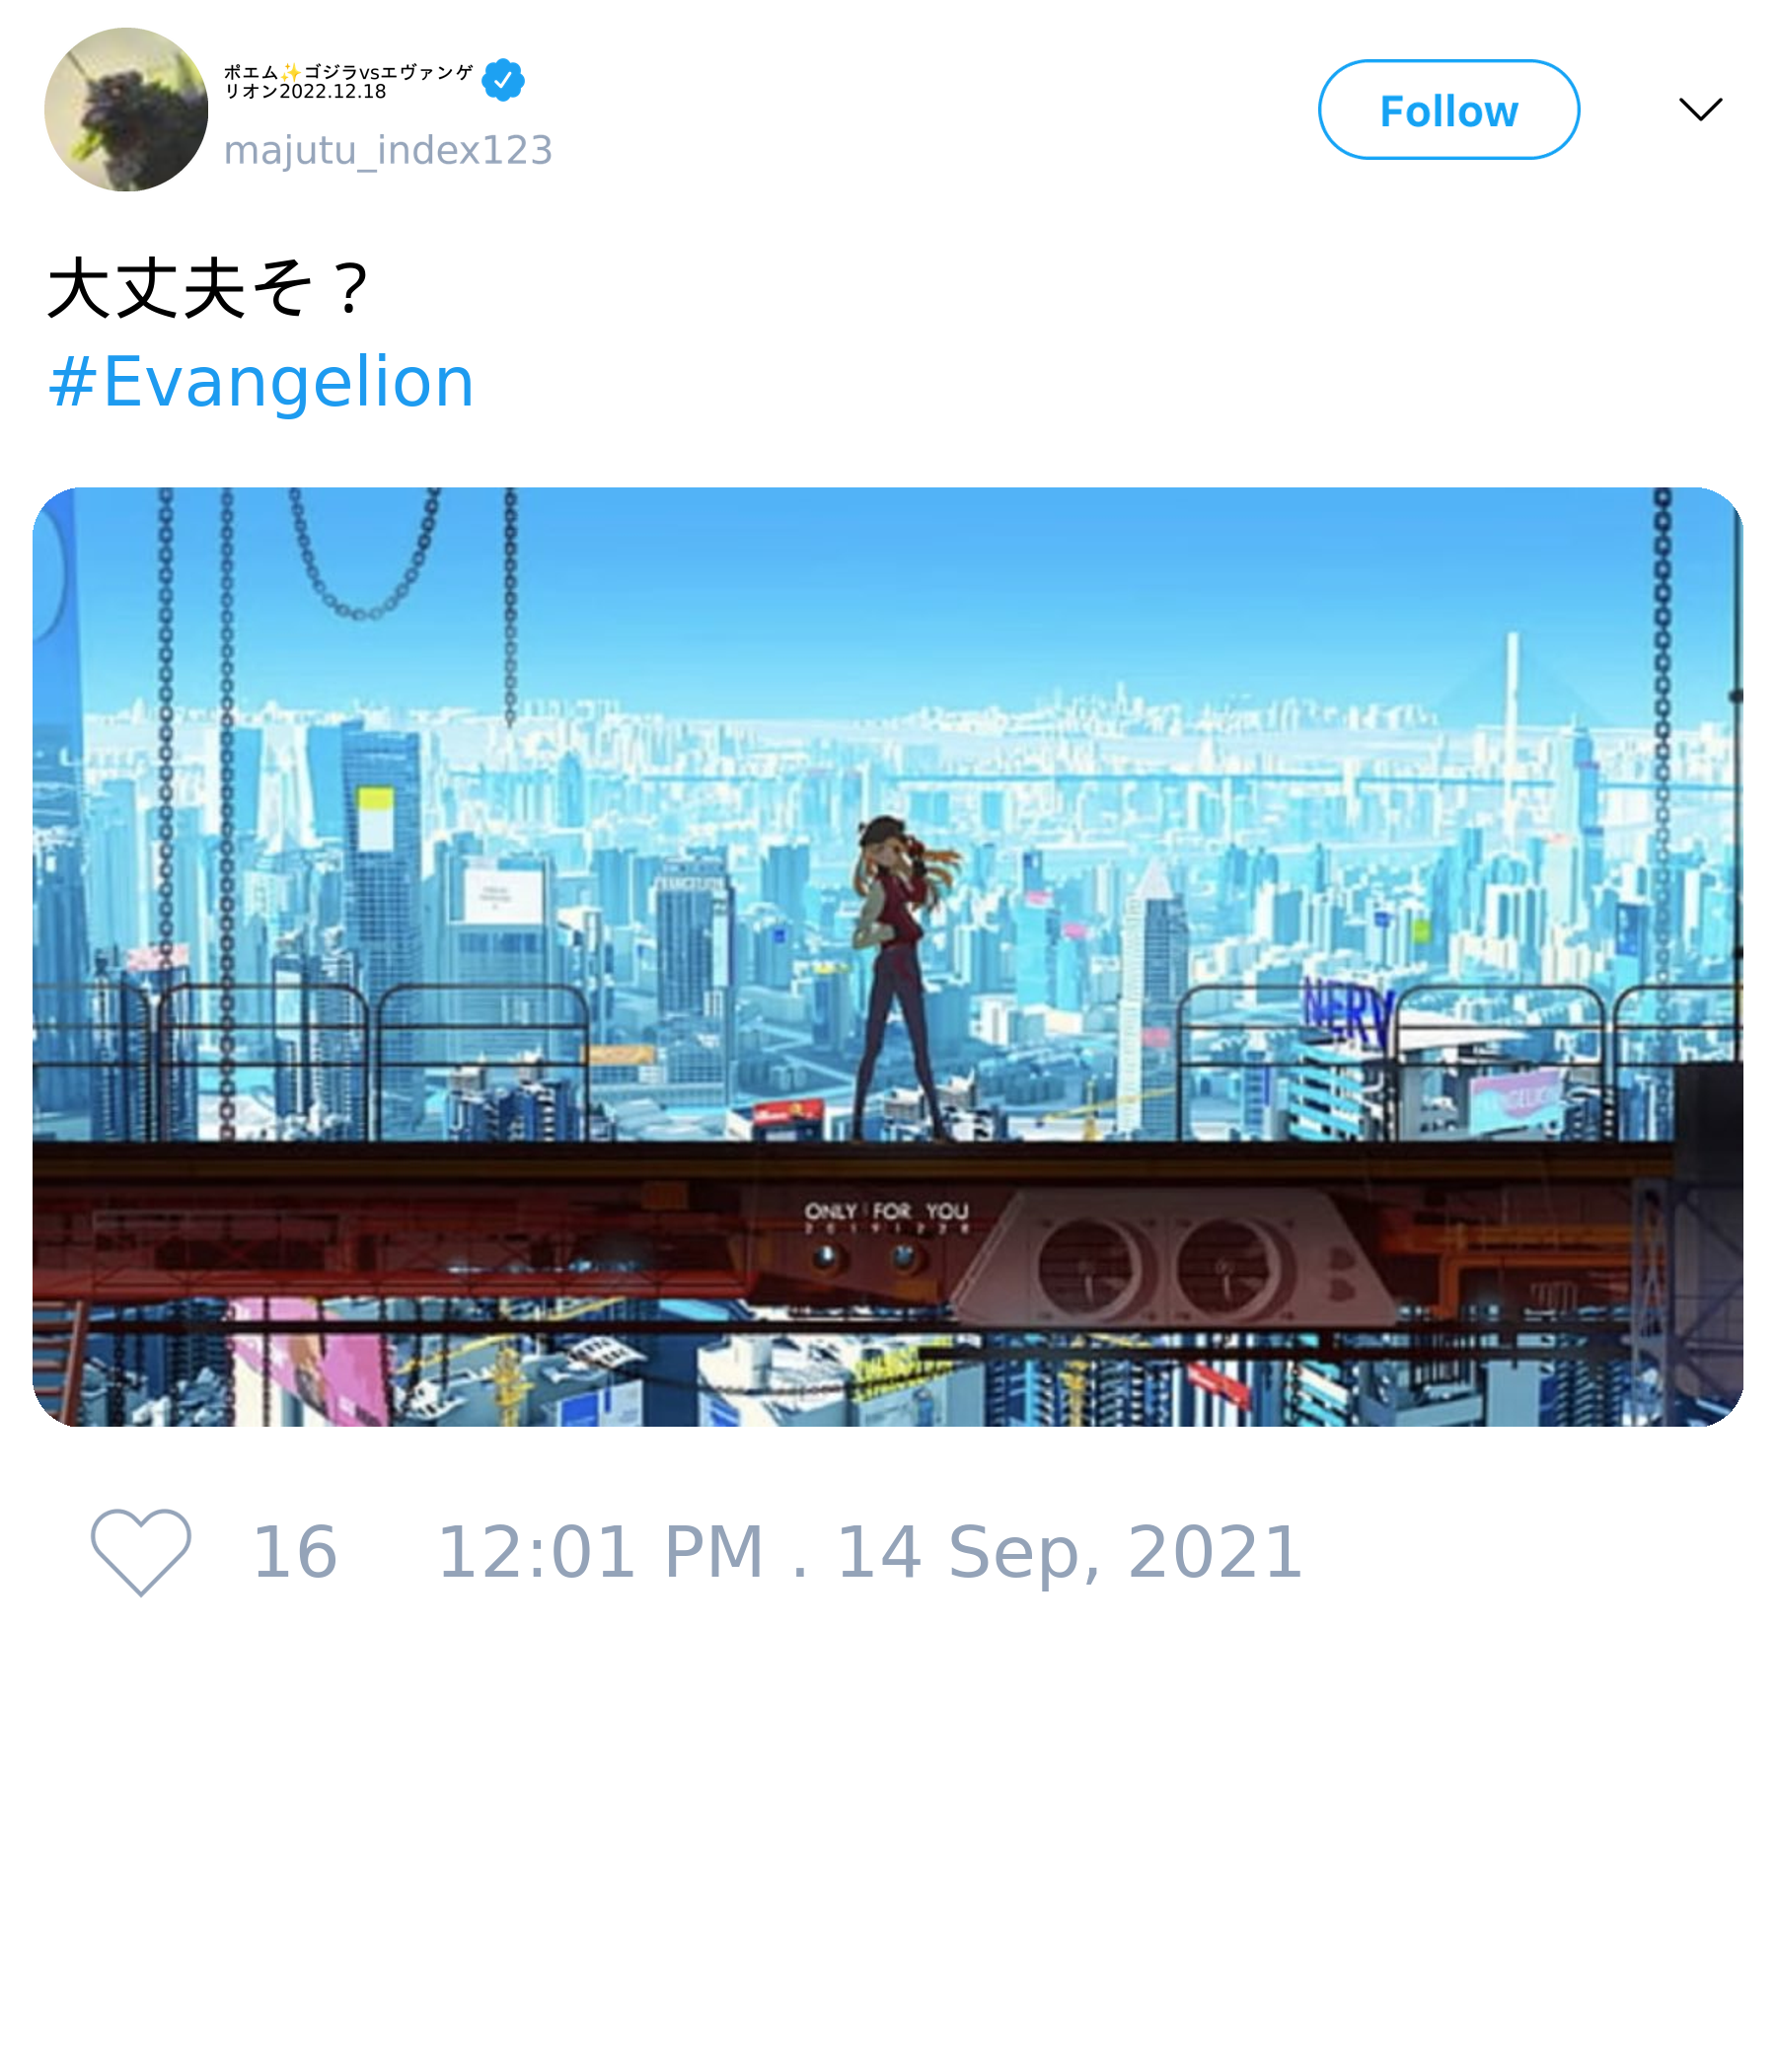 ポエム✨ゴジラvsエヴァンゲ
リオン2022.12.18
majutu_index123
Follow
大丈夫そ？
#Evangelion
NERV
ONLY FOR YOU
16
12:01 PM . 14 Sep, 2021